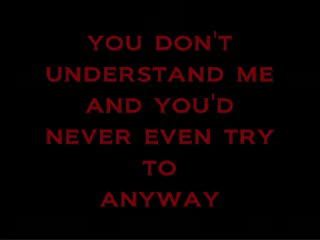 YOU DON'T
UNDERSTAND ME
AND YOU'D
NEVER EVEN TRY
TO
ANYWAY